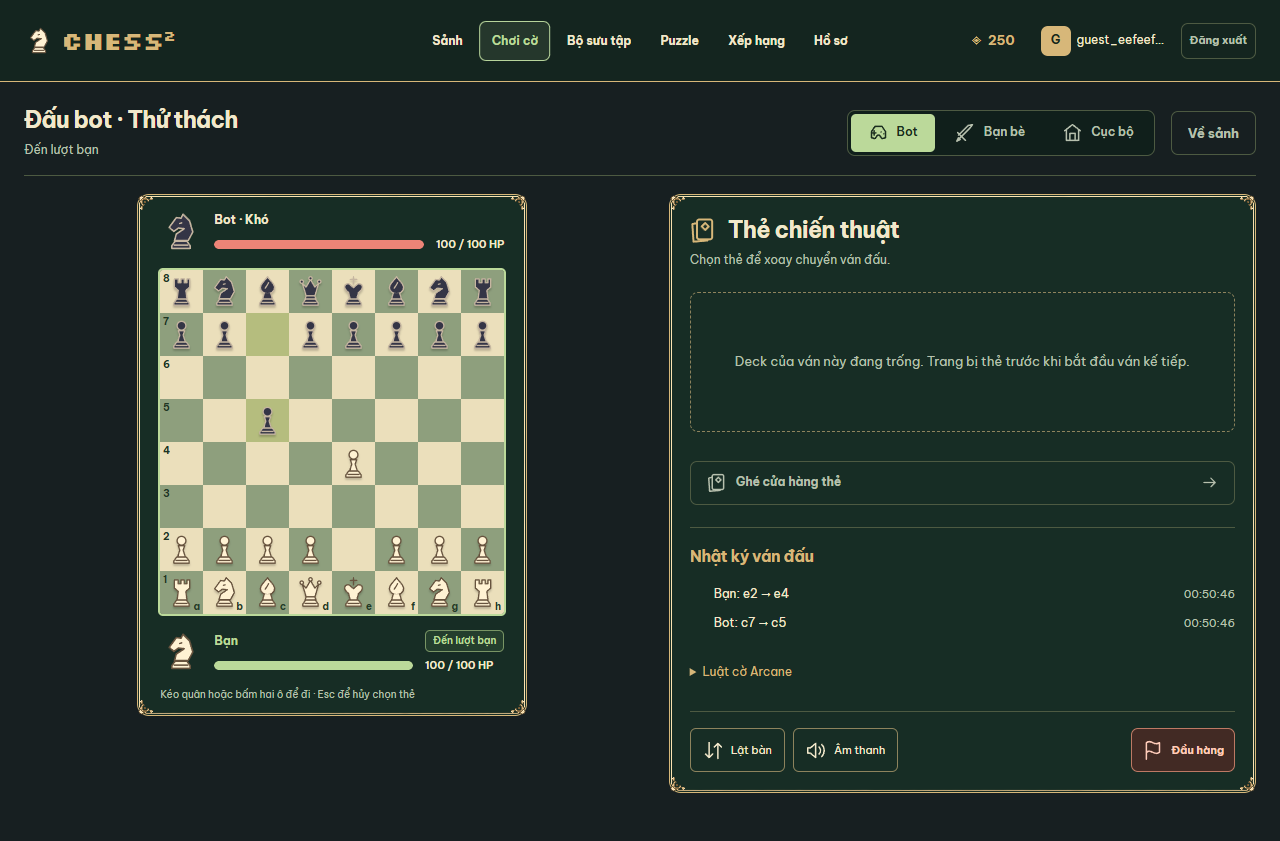 CHESS²
Sảnh
Chơi cờ
Bộ sưu tập
Puzzle
Xếp hạng
Hồ sơ
250
G
guest_eefeef...
Đăng xuất
Đấu bot · Thử thách
Đến lượt bạn
Bot
Bạn bè
Cục bộ
Về sảnh
Bot · Khó
100 / 100 HP
8
7
6
5
4
3
2
1
a
b
c
d
e
f
g
h
Bạn
Đến lượt bạn
100 / 100 HP
Kéo quân hoặc bấm hai ô để đi · Esc để hủy chọn thẻ
Thẻ chiến thuật
Chọn thẻ để xoay chuyển ván đấu.
Deck của ván này đang trống. Trang bị thẻ trước khi bắt đầu ván kế tiếp.
Ghé cửa hàng thẻ →
Nhật ký ván đấu
Bạn: e2 → e4 00:50:46
Bot: c7 → c5 00:50:46
Luật cờ Arcane
Lật bàn
Âm thanh
Đầu hàng